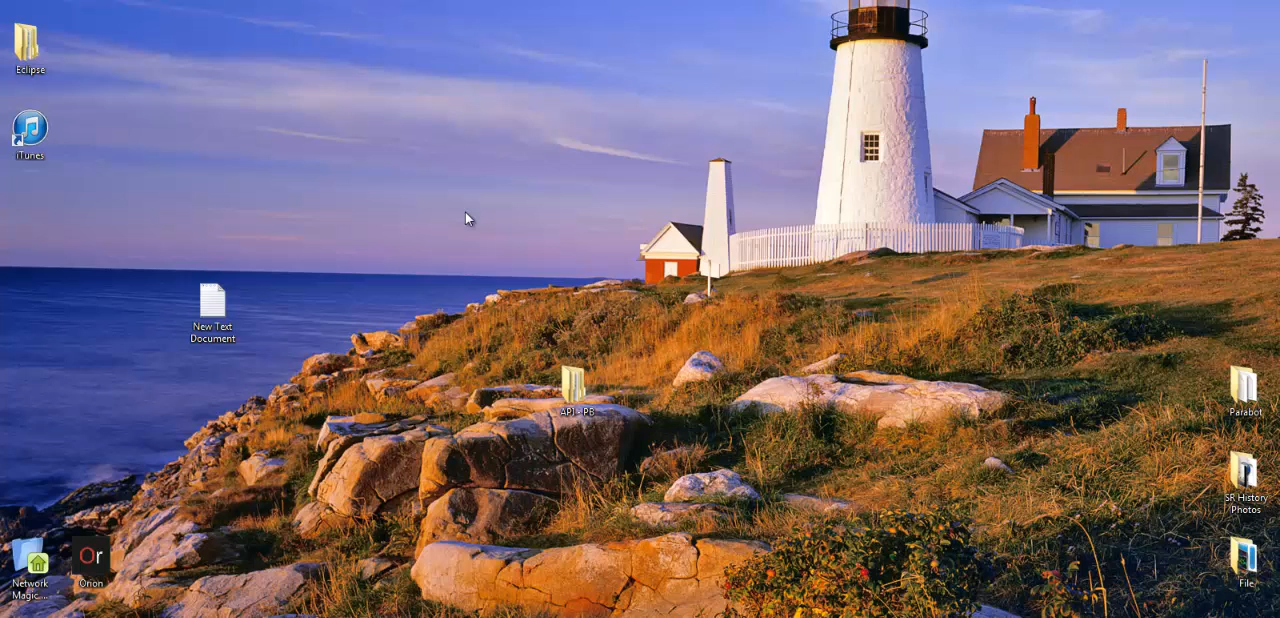 Eclipse
iTunes
New Text
Document
API - PB
Parabot
SR History
Photos
Network
Magic ...
Or
Orion
File